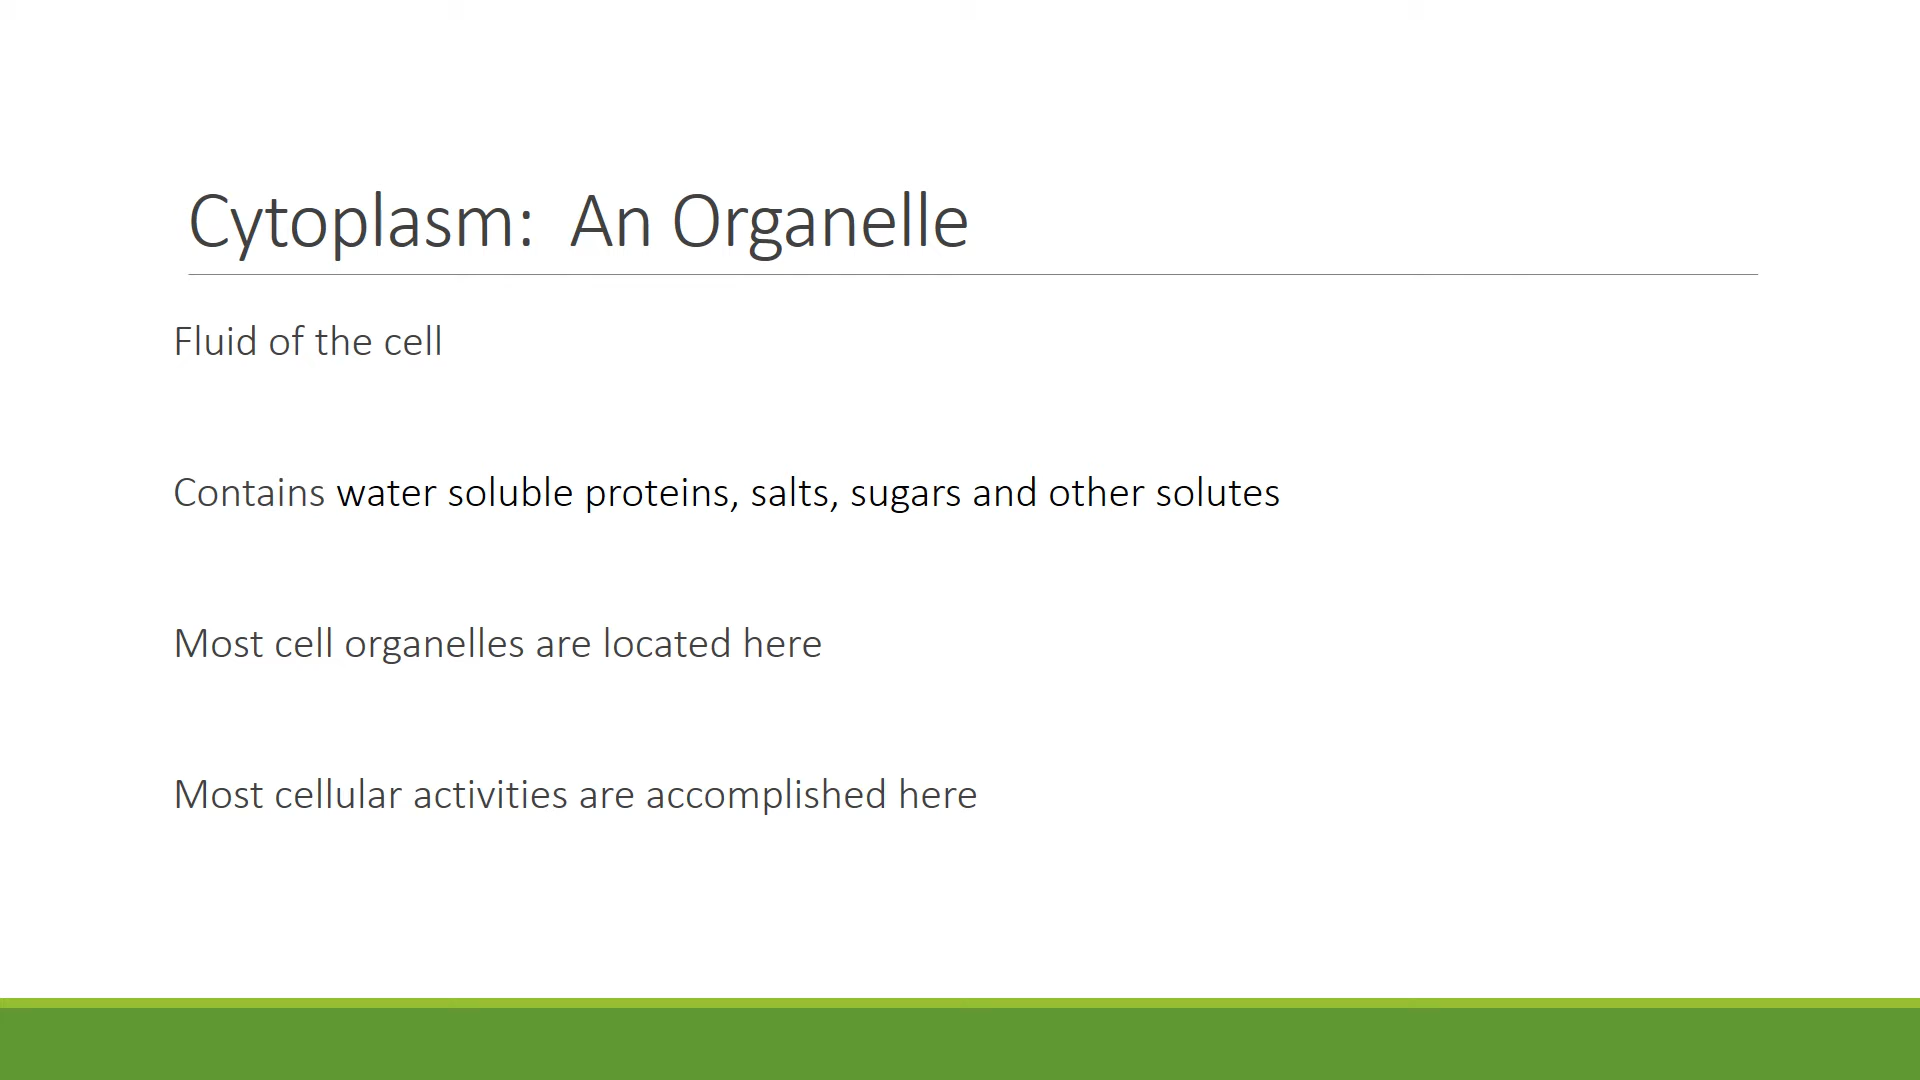 Cytoplasm:  An Organelle
Fluid of the cell
Contains water soluble proteins, salts, sugars and other solutes
Most cell organelles are located here
Most cellular activities are accomplished here